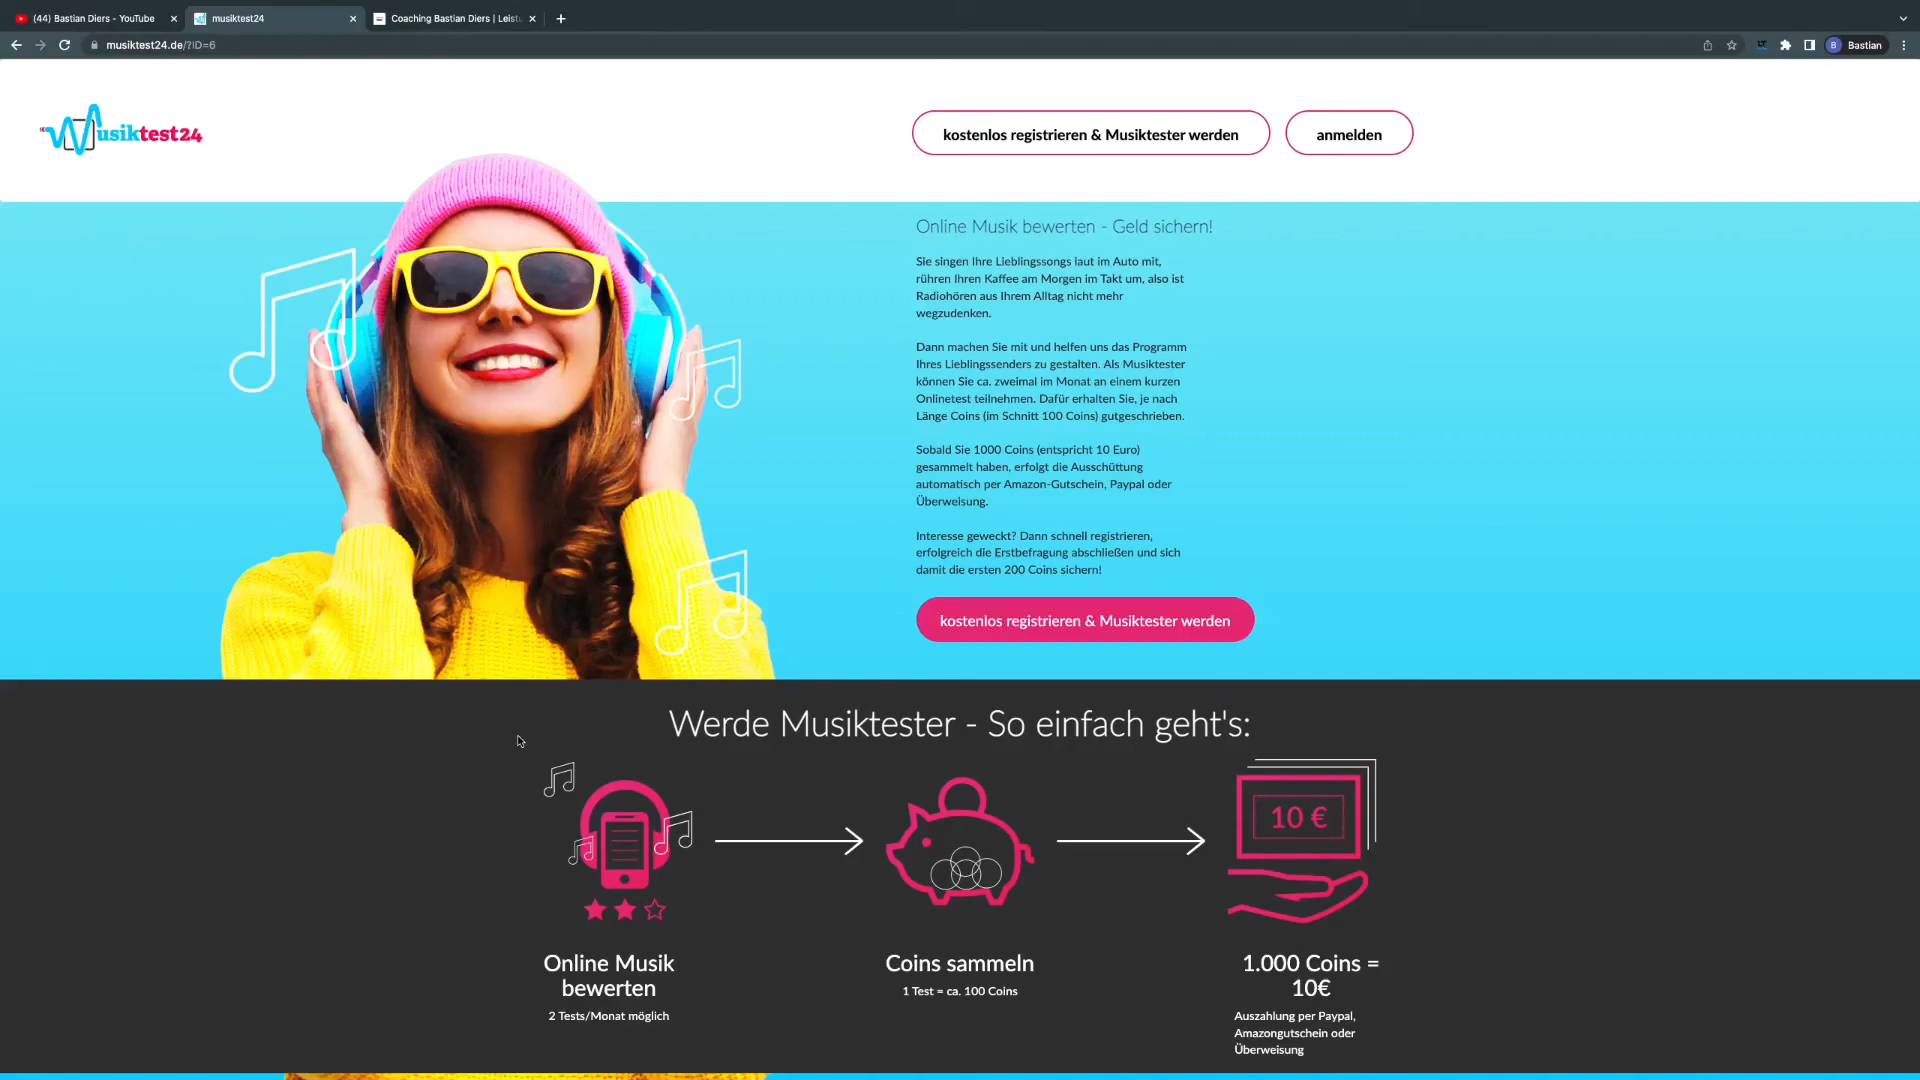 (44) Bastian Diers - YouTube
musiktest24
Coaching Bastian Diers | Leist
musiktest24.de/?ID=6
B
Bastian
Musiktest24
kostenlos registrieren & Musiktester werden
anmelden
Online Musik bewerten - Geld sichern!
Sie singen Ihre Lieblingssongs laut im Auto mit,
rühren Ihren Kaffee am Morgen im Takt um, also ist
Radiohören aus Ihrem Alltag nicht mehr
wegzudenken.
Dann machen Sie mit und helfen uns das Programm
Ihres Lieblingssenders zu gestalten. Als Musiktester
können Sie ca. zweimal im Monat an einem kurzen
Onlinetest teilnehmen. Dafür erhalten Sie, je nach
Länge Coins (im Schnitt 100 Coins) gutgeschrieben.
Sobald Sie 1000 Coins (entspricht 10 Euro)
gesammelt haben, erfolgt die Ausschüttung
automatisch per Amazon-Gutschein, Paypal oder
Überweisung.
Interesse geweckt? Dann schnell registrieren,
erfolgreich die Erstbefragung abschließen und sich
damit die ersten 200 Coins sichern!
kostenlos registrieren & Musiktester werden
Werde Musiktester - So einfach geht's:
10 €
Online Musik
bewerten
2 Tests/Monat möglich
Coins sammeln
1 Test = ca. 100 Coins
1.000 Coins =
10€
Auszahlung per Paypal,
Amazongutschein oder
Überweisung